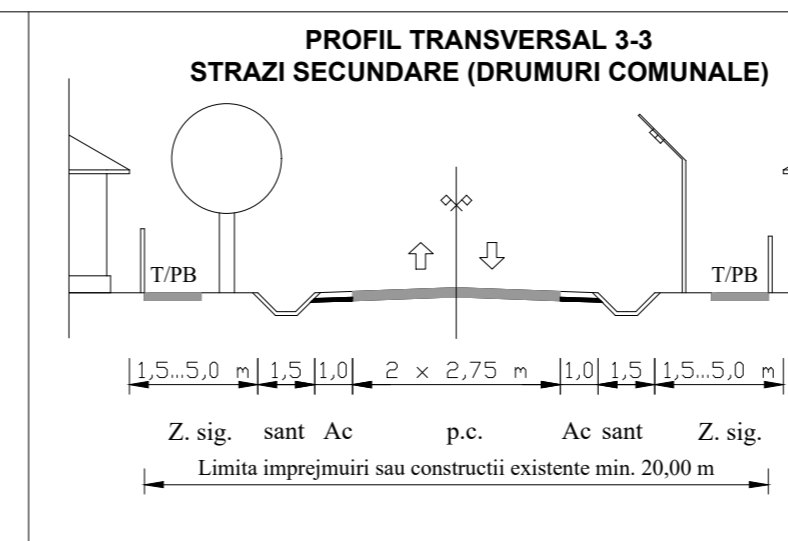 PROFIL TRANSVERSAL 3-3
STRAZI SECUNDARE (DRUMURI COMUNALE)
T/PB T/PB
1,5...5,0 m 1,5 1,0 2 x 2,75 m 1,0 1,5 1,5...5,0 m
Z. sig. sant Ac p.c. Ac sant Z. sig.
Limita imprejmuiri sau constructii existente min. 20,00 m